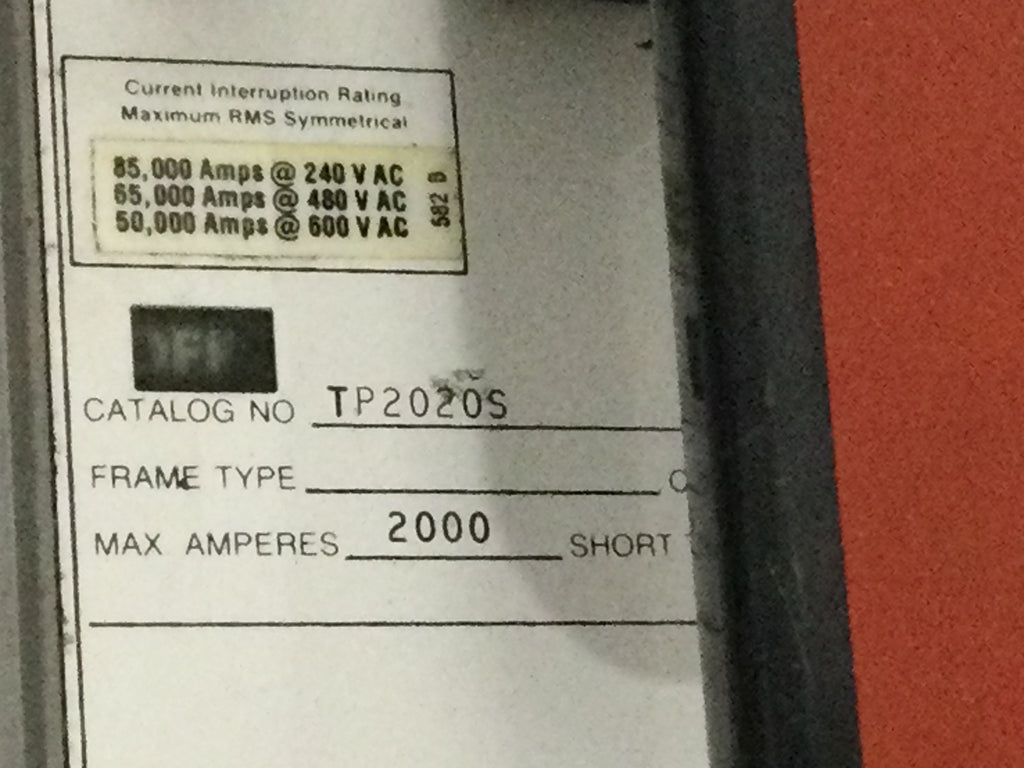 Current Interruption Rating
Maximum RMS Symmetrical
85,000 Amps @ 240 V AC
65,000 Amps @ 480 V AC
50,000 Amps @ 600 V AC
582 B
CATALOG NO TP2020S
FRAME TYPE
MAX AMPERES 2000 SHORT